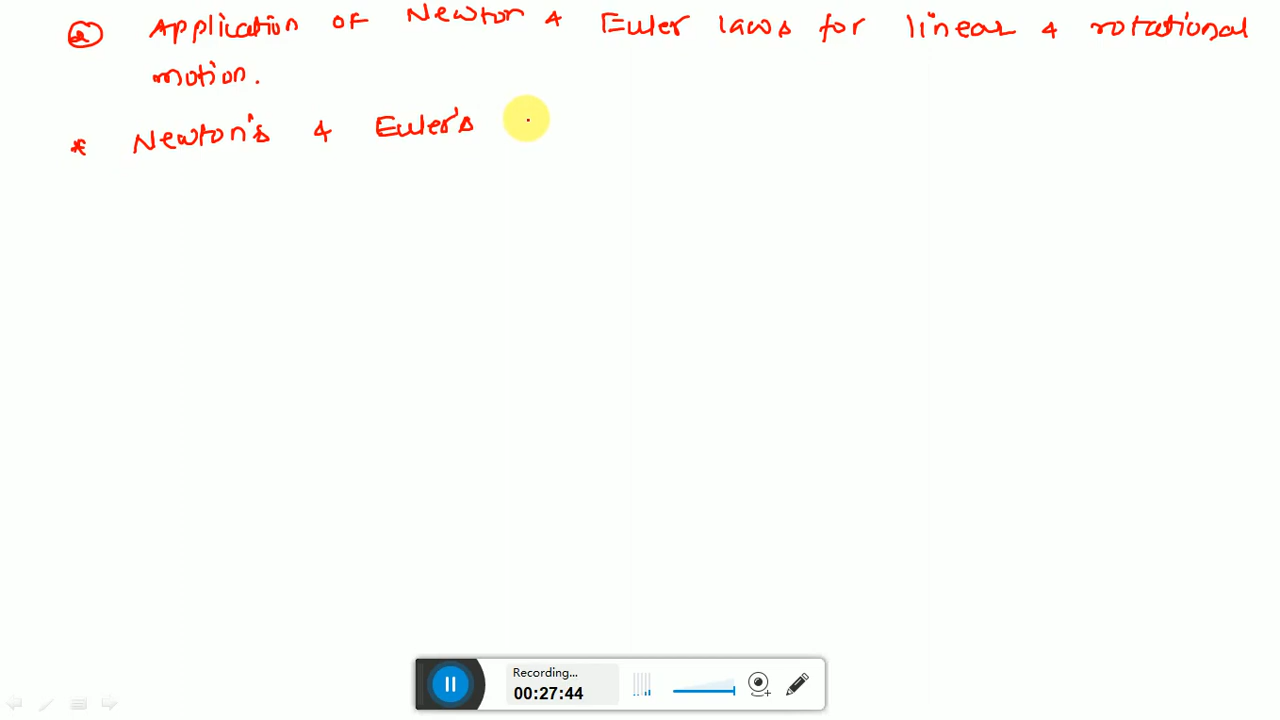 ② Application of Newton & Euler laws for linear & rotational
motion.
* Newton's & Euler's
Recording...
00:27:44